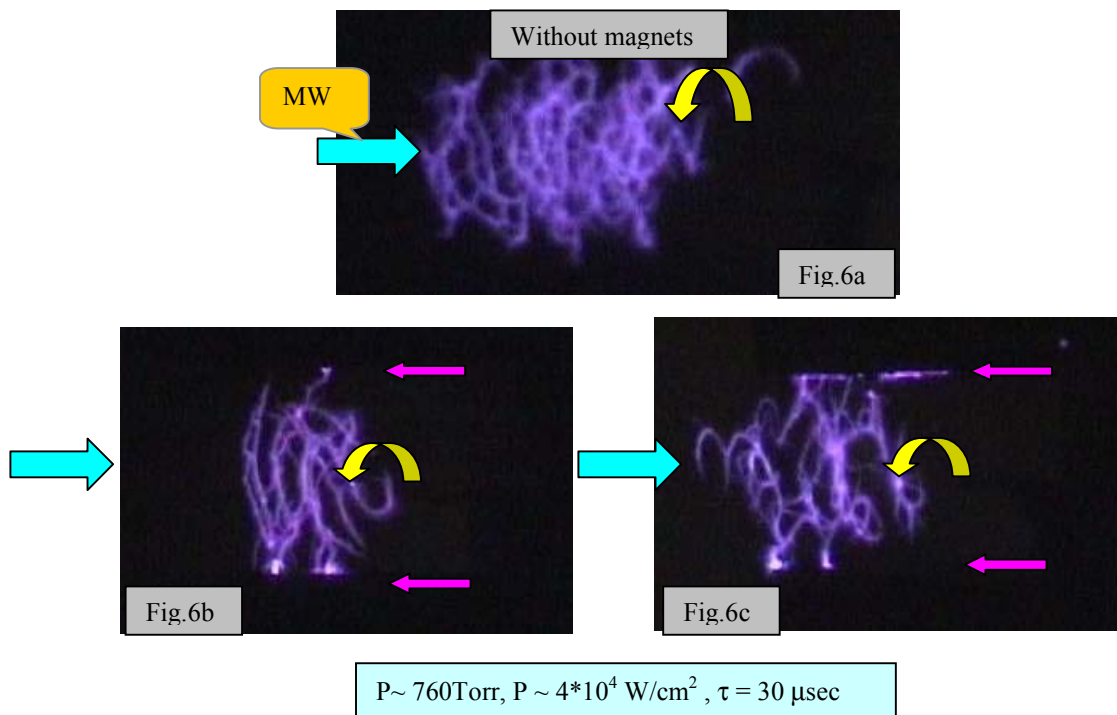 Without magnets
MW
Fig.6a
Fig.6b
Fig.6c
P~ 760Torr, P ~ 4*10⁴ W/cm² , τ = 30 μsec